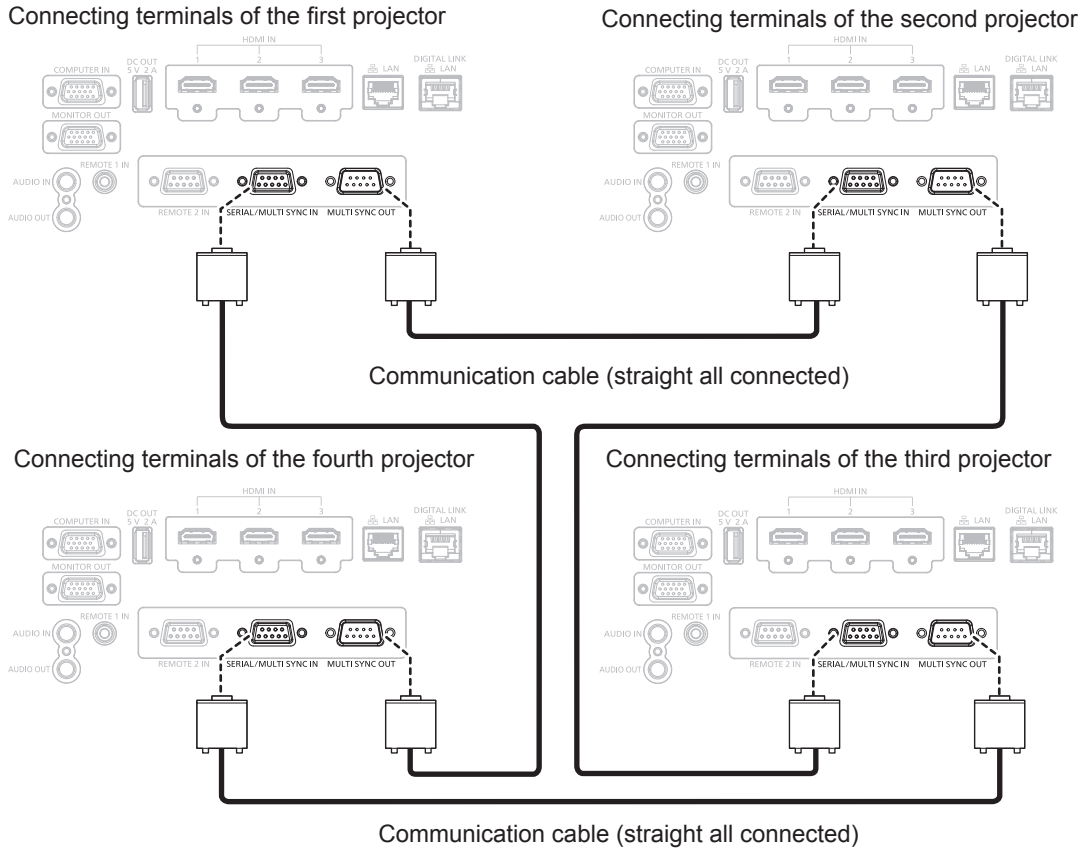 Connecting terminals of the first projector
HDMI IN
1 2 3
COMPUTER IN
DC OUT
5 V 2 A
LAN
DIGITAL LINK
LAN
MONITOR OUT
AUDIO IN
REMOTE 1 IN
AUDIO OUT
REMOTE 2 IN SERIAL/MULTI SYNC IN MULTI SYNC OUT
Connecting terminals of the second projector
HDMI IN
1 2 3
COMPUTER IN
DC OUT
5 V 2 A
LAN
DIGITAL LINK
LAN
MONITOR OUT
AUDIO IN
REMOTE 1 IN
AUDIO OUT
REMOTE 2 IN SERIAL/MULTI SYNC IN MULTI SYNC OUT
Communication cable (straight all connected)
Connecting terminals of the fourth projector
HDMI IN
1 2 3
COMPUTER IN
DC OUT
5 V 2 A
LAN
DIGITAL LINK
LAN
MONITOR OUT
AUDIO IN
REMOTE 1 IN
AUDIO OUT
REMOTE 2 IN SERIAL/MULTI SYNC IN MULTI SYNC OUT
Connecting terminals of the third projector
HDMI IN
1 2 3
COMPUTER IN
DC OUT
5 V 2 A
LAN
DIGITAL LINK
LAN
MONITOR OUT
AUDIO IN
REMOTE 1 IN
AUDIO OUT
REMOTE 2 IN SERIAL/MULTI SYNC IN MULTI SYNC OUT
Communication cable (straight all connected)